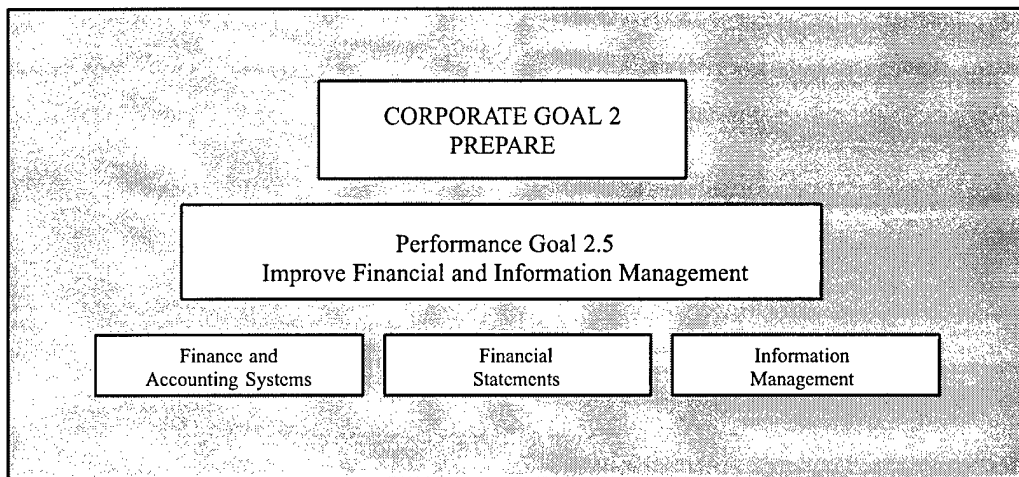 CORPORATE GOAL 2
PREPARE
Performance Goal 2.5
Improve Financial and Information Management
Finance and
Accounting Systems
Financial
Statements
Information
Management